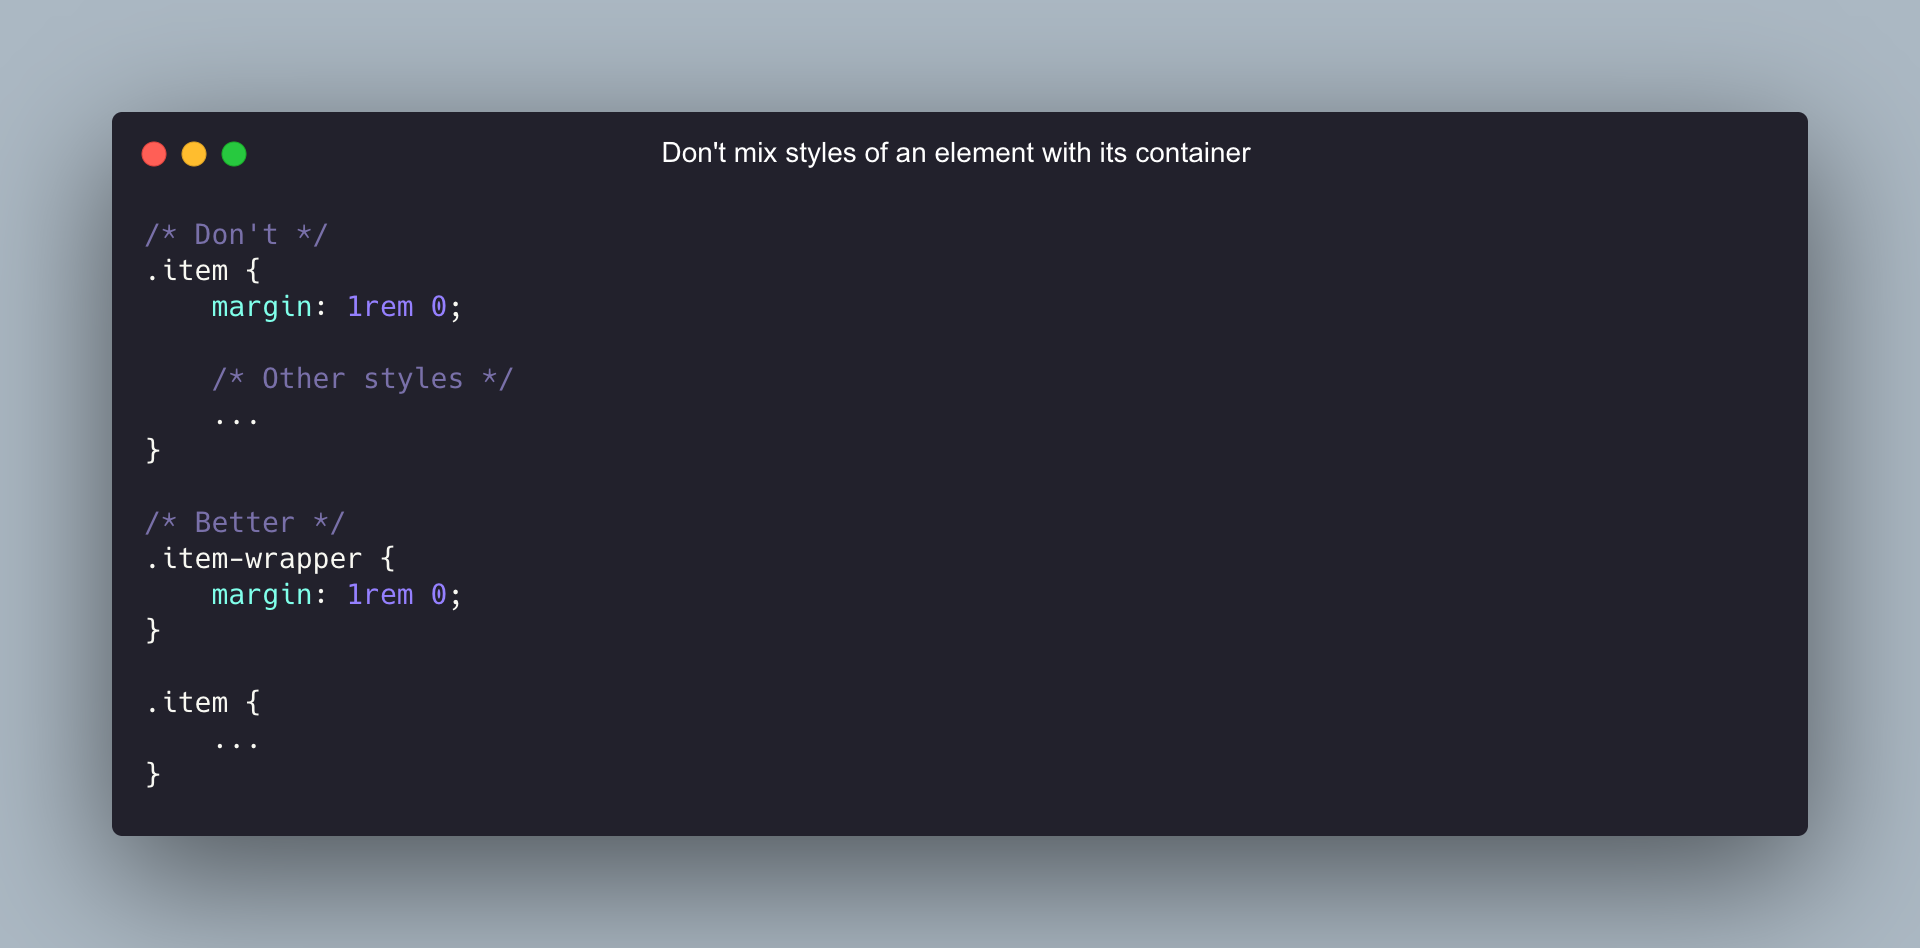 Don't mix styles of an element with its container
/* Don't */
.item {
    margin: 1rem 0;

    /* Other styles */
    ...
}

/* Better */
.item-wrapper {
    margin: 1rem 0;
}

.item {
    ...
}